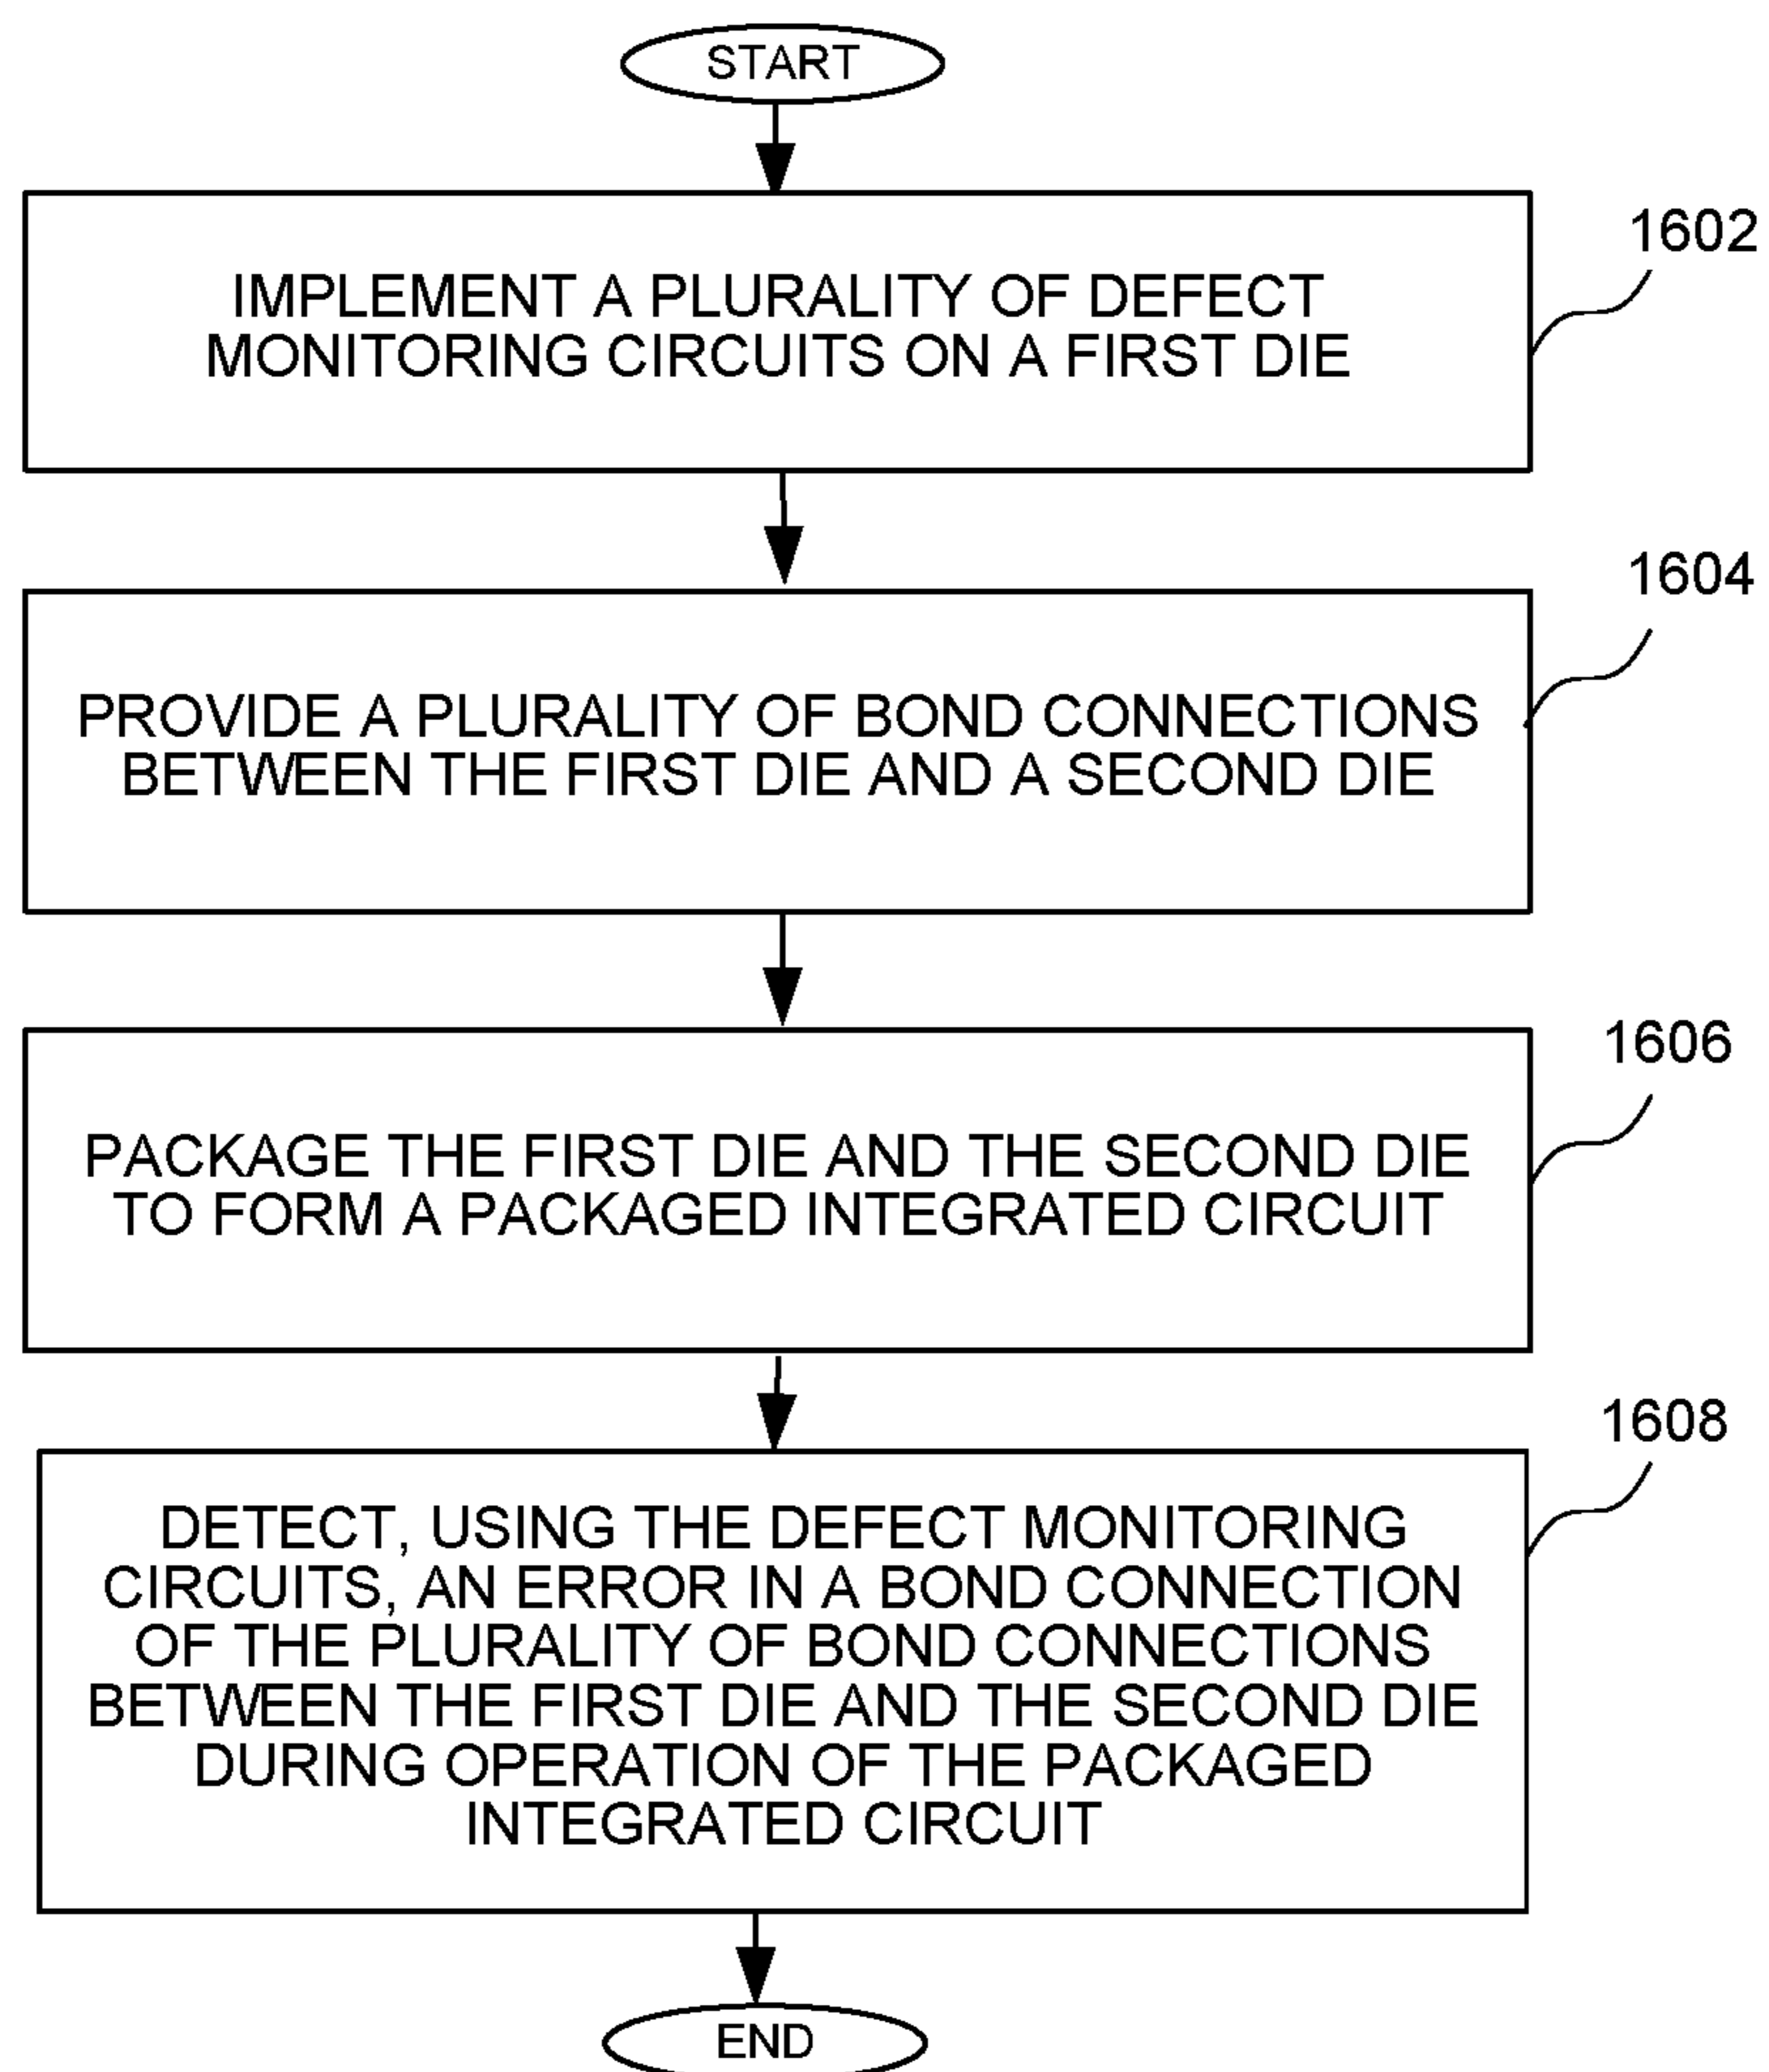 START
1602
IMPLEMENT A PLURALITY OF DEFECT
MONITORING CIRCUITS ON A FIRST DIE
1604
PROVIDE A PLURALITY OF BOND CONNECTIONS
BETWEEN THE FIRST DIE AND A SECOND DIE
1606
PACKAGE THE FIRST DIE AND THE SECOND DIE
TO FORM A PACKAGED INTEGRATED CIRCUIT
1608
DETECT, USING THE DEFECT MONITORING
CIRCUITS, AN ERROR IN A BOND CONNECTION
OF THE PLURALITY OF BOND CONNECTIONS
BETWEEN THE FIRST DIE AND THE SECOND DIE
DURING OPERATION OF THE PACKAGED
INTEGRATED CIRCUIT
END